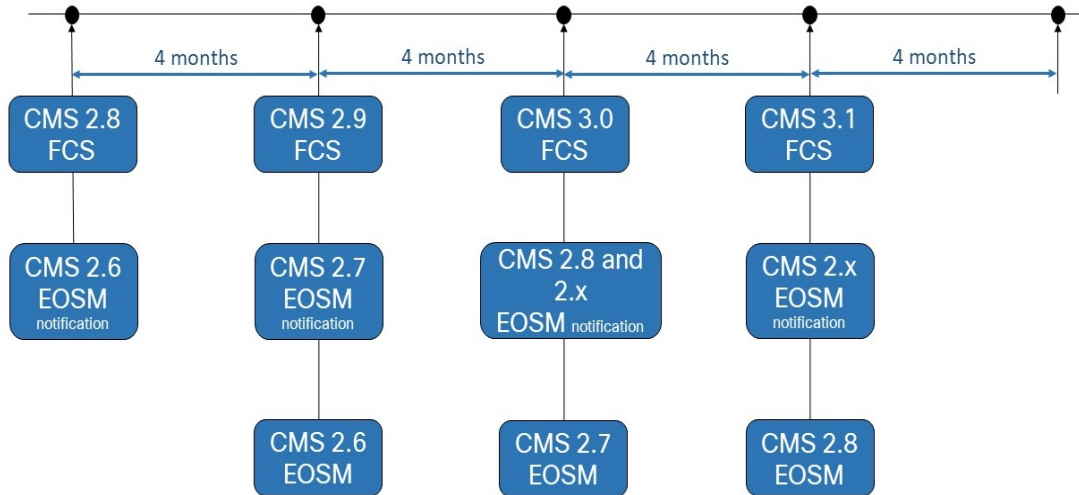 4 months
4 months
4 months
4 months
CMS 2.8
FCS
CMS 2.9
FCS
CMS 3.0
FCS
CMS 3.1
FCS
CMS 2.6
EOSM
notification
CMS 2.7
EOSM
notification
CMS 2.8 and
2.x
EOSM notification
CMS 2.x
EOSM
notification
CMS 2.6
EOSM
CMS 2.7
EOSM
CMS 2.8
EOSM